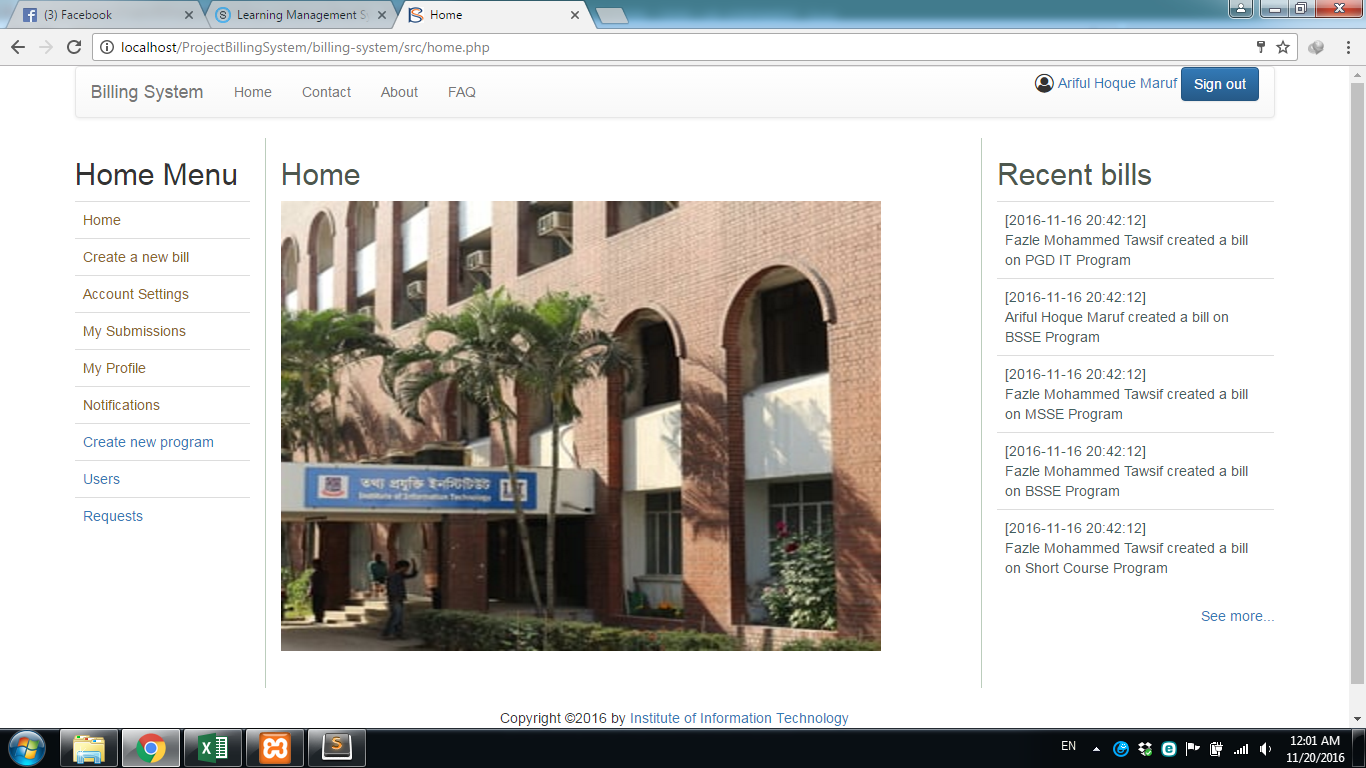 (3) Facebook
Learning Management S
Home
localhost/ProjectBillingSystem/billing-system/src/home.php
Billing System
Home
Contact
About
FAQ
Ariful Hoque Maruf
Sign out
Home Menu
Home
Create a new bill
Account Settings
My Submissions
My Profile
Notifications
Create new program
Users
Requests
Home
তথ্য প্রযুক্তি ইনস্টিটিউট
Institute of Information Technology
Recent bills
[2016-11-16 20:42:12]
Fazle Mohammed Tawsif created a bill
on PGD IT Program
[2016-11-16 20:42:12]
Ariful Hoque Maruf created a bill on
BSSE Program
[2016-11-16 20:42:12]
Fazle Mohammed Tawsif created a bill
on MSSE Program
[2016-11-16 20:42:12]
Fazle Mohammed Tawsif created a bill
on BSSE Program
[2016-11-16 20:42:12]
Fazle Mohammed Tawsif created a bill
on Short Course Program
See more...
Copyright ©2016 by Institute of Information Technology
EN
12:01 AM
11/20/2016